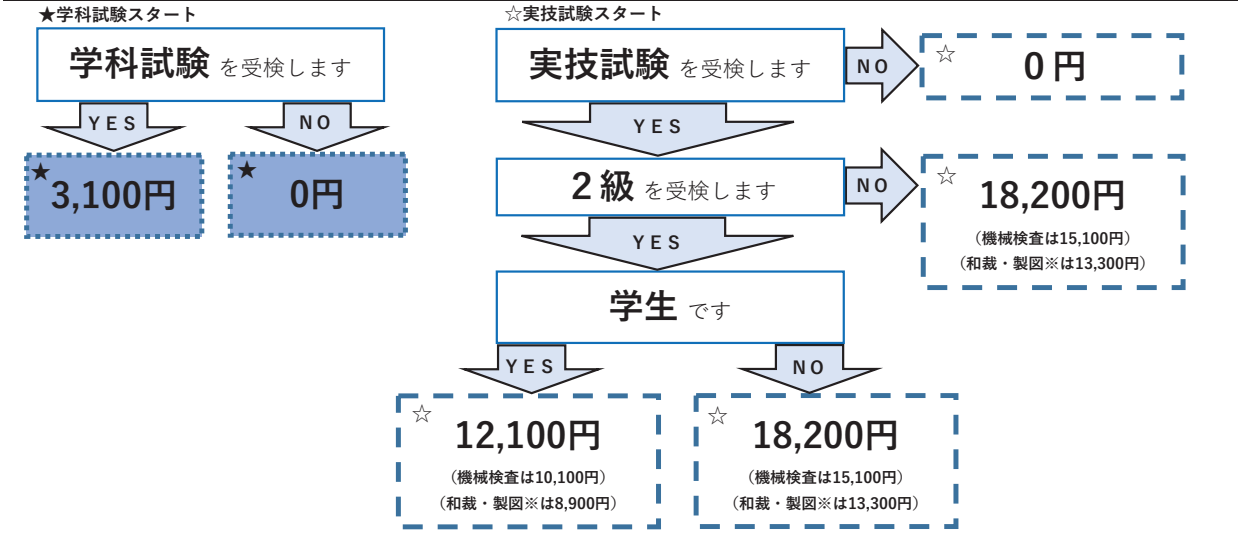 ★学科試験スタート
学科試験 を受検します
YES
NO
★
3,100円
★
0円
☆実技試験スタート
実技試験 を受検します
NO
☆
0円
YES
2級 を受検します
NO
☆
18,200円
（機械検査は15,100円）
（和裁・製図※は13,300円）
YES
学生 です
YES
NO
☆
12,100円
（機械検査は10,100円）
（和裁・製図※は8,900円）
☆
18,200円
（機械検査は15,100円）
（和裁・製図※は13,300円）